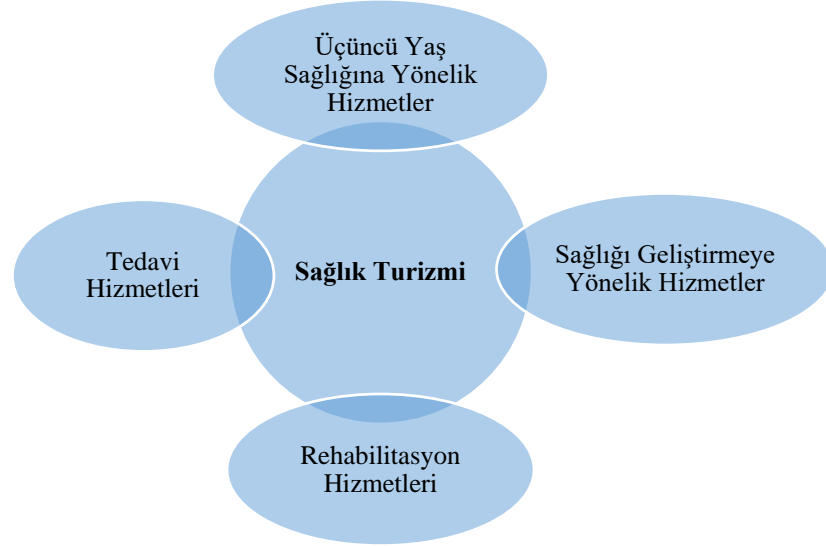 Üçüncü Yaş
Sağlığına Yönelik
Hizmetler
Tedavi
Hizmetleri
Sağlık Turizmi
Sağlığı Geliştirmeye
Yönelik Hizmetler
Rehabilitasyon
Hizmetleri